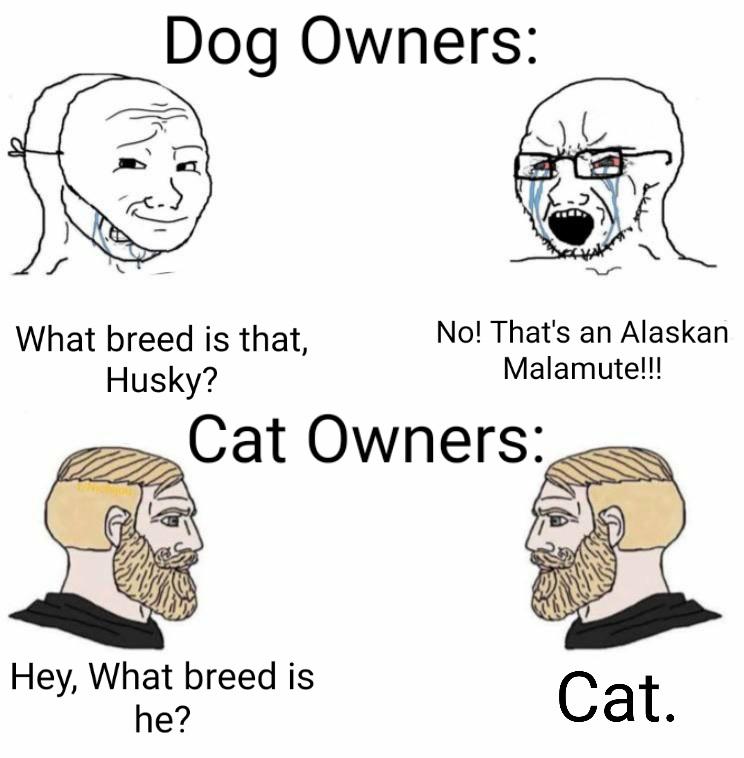 Dog Owners:
What breed is that,
Husky?
No! That's an Alaskan
Malamute!!!
Cat Owners:
Hey, What breed is
he?
Cat.